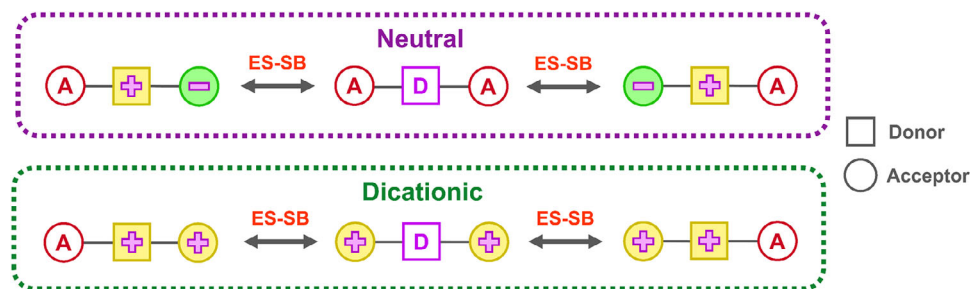 Neutral
ES-SB ES-SB
A + − A D A − + A
Donor
Acceptor
Dicationic
ES-SB ES-SB
A + + + D + + + A